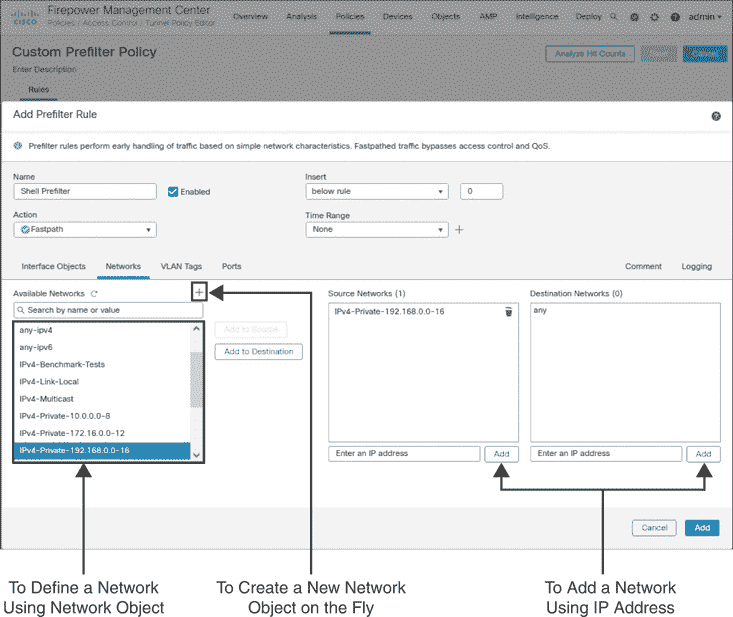 CISCO
Firepower Management Center
Policies / Access Control / Tunnel Policy Editor
Overview Analysis Policies Devices Objects AMP Intelligence Deploy admin
Custom Prefilter Policy
Enter Description
Analyze Hit Counts
Rules
Add Prefilter Rule
Prefilter rules perform early handling of traffic based on simple network characteristics. Fastpathed traffic bypasses access control and QoS.
Name
Insert
Shell Prefilter
Enabled
below rule
0
Action
Time Range
Fastpath
None
Interface Objects Networks VLAN Tags Ports Comment Logging
Available Networks
Source Networks (1)
Destination Networks (0)
Search by name or value
IPv4-Private-192.168.0.0-16
any
any-ipv4
any-ipv6
IPv4-Benchmark-Tests
IPv4-Link-Local
IPv4-Multicast
IPv4-Private-10.0.0.0-8
IPv4-Private-172.16.0.0-12
IPv4-Private-192.168.0.0-16
Add to Source
Add to Destination
Enter an IP address
Add
Enter an IP address
Add
Cancel
Add
To Define a Network
Using Network Object
To Create a New Network
Object on the Fly
To Add a Network
Using IP Address